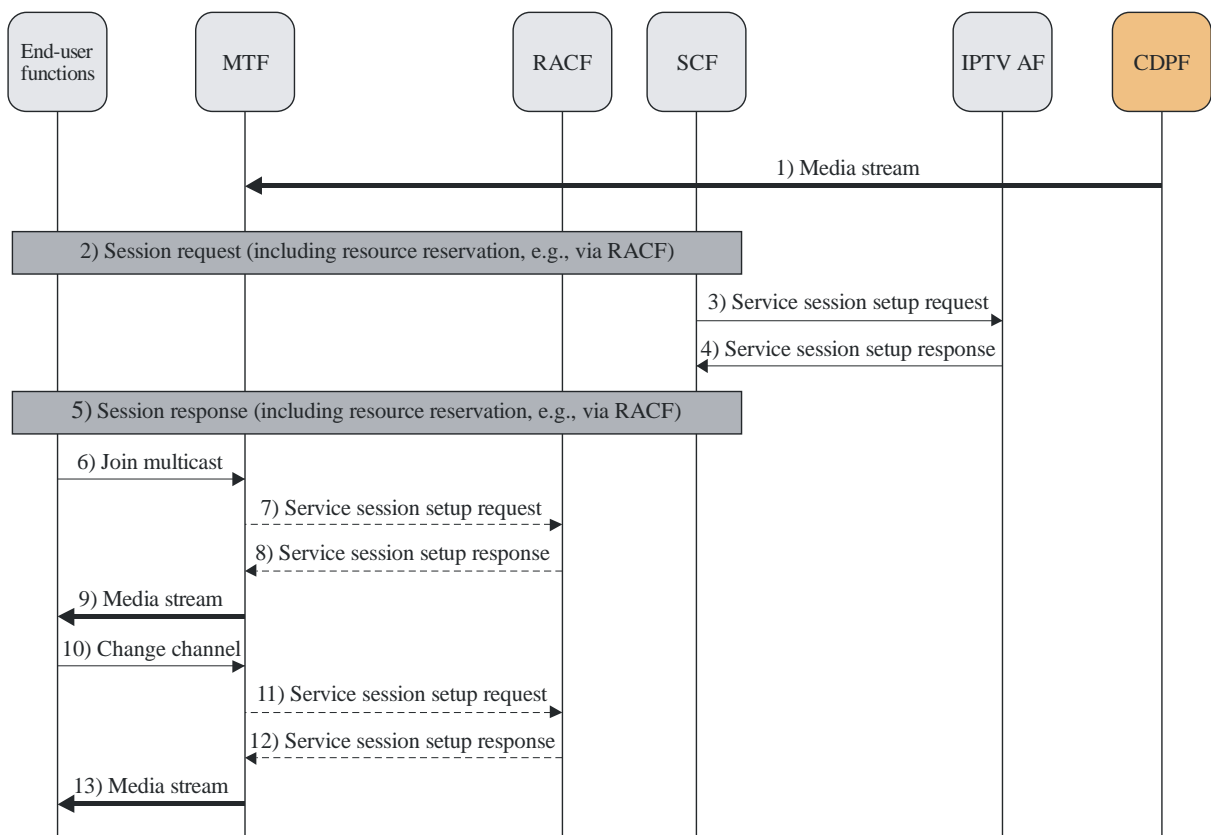 End-user
functions
MTF
RACF
SCF
IPTV AF
CDPF
1) Media stream
2) Session request (including resource reservation, e.g., via RACF)
3) Service session setup request
4) Service session setup response
5) Session response (including resource reservation, e.g., via RACF)
6) Join multicast
7) Service session setup request
8) Service session setup response
9) Media stream
10) Change channel
11) Service session setup request
12) Service session setup response
13) Media stream